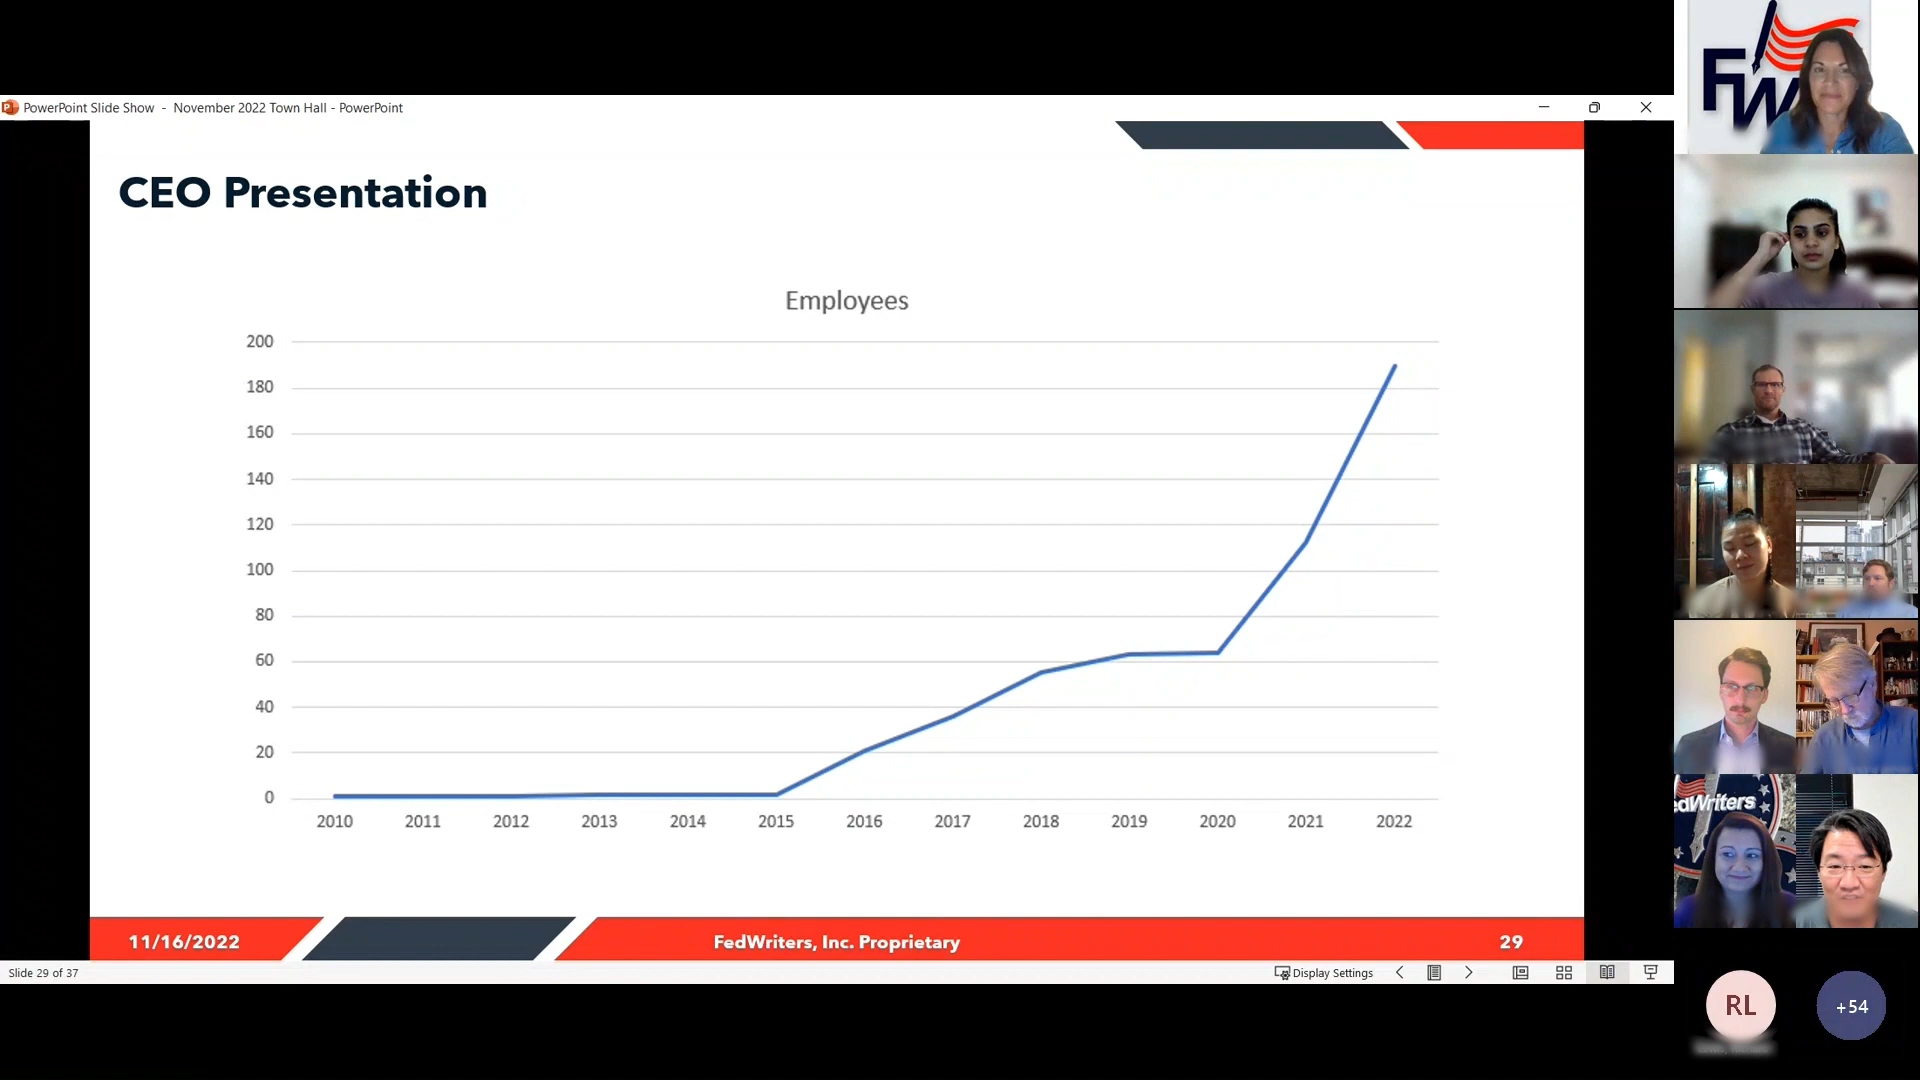 PowerPoint Slide Show - November 2022 Town Hall - PowerPoint
CEO Presentation
Employees
200
180
160
140
120
100
80
60
40
20
0
2010 2011 2012 2013 2014 2015 2016 2017 2018 2019 2020 2021 2022
11/16/2022 FedWriters, Inc. Proprietary 29
Slide 29 of 37 Display Settings
FW
edWriters
RL +54